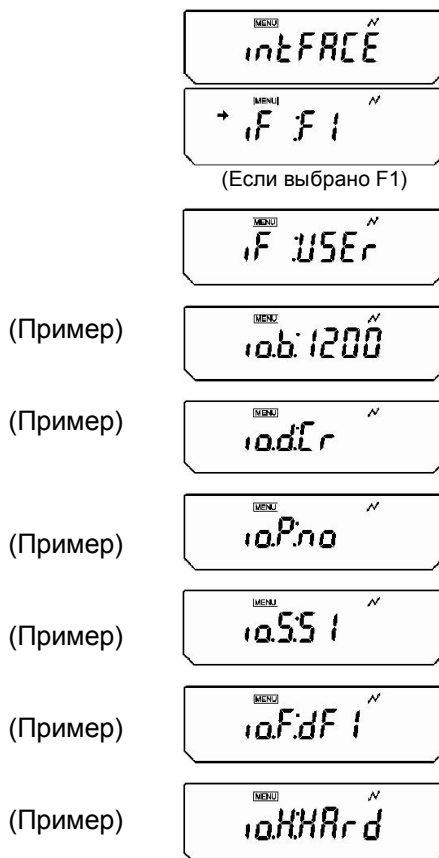 MENU
intFACE
MENU
iF :F1
(Если выбрано F1)
MENU
iF :USEr
MENU
(Пример) io.b: 1200
MENU
(Пример) io.d:Cr
MENU
(Пример) io.P:no
MENU
(Пример) io.S:S1
MENU
(Пример) io.F:dF1
MENU
(Пример) io.H:HArd